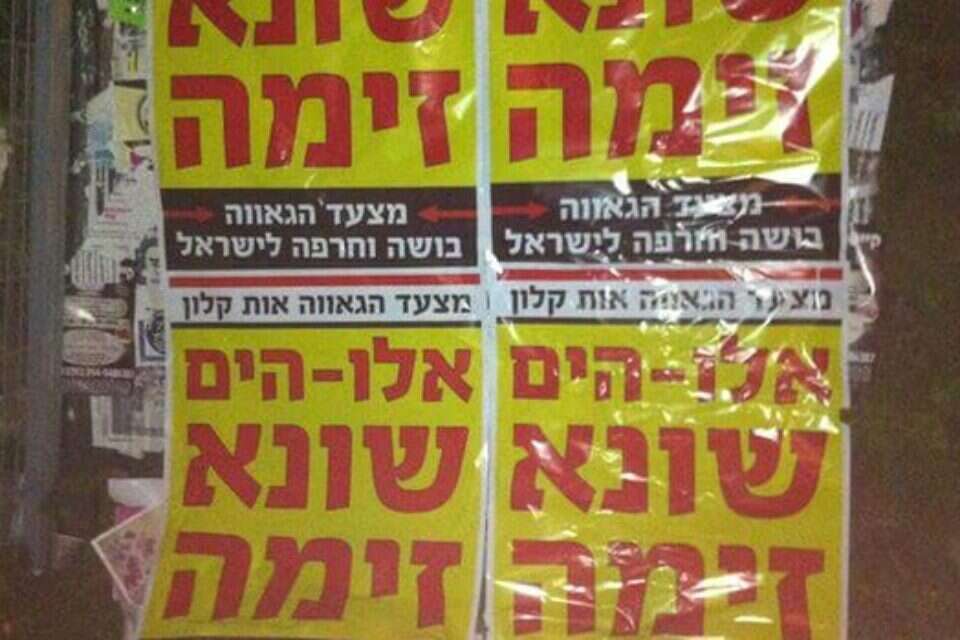 שונא
זימה
מצעד הגאווה
בושה וחרפה לישראל
מצעד הגאווה אות קלון
אלו-הים
שונא
זימה
שונא
זימה
מצעד הגאווה
בושה וחרפה לישראל
מצעד הגאווה אות קלון
אלו-הים
שונא
זימה